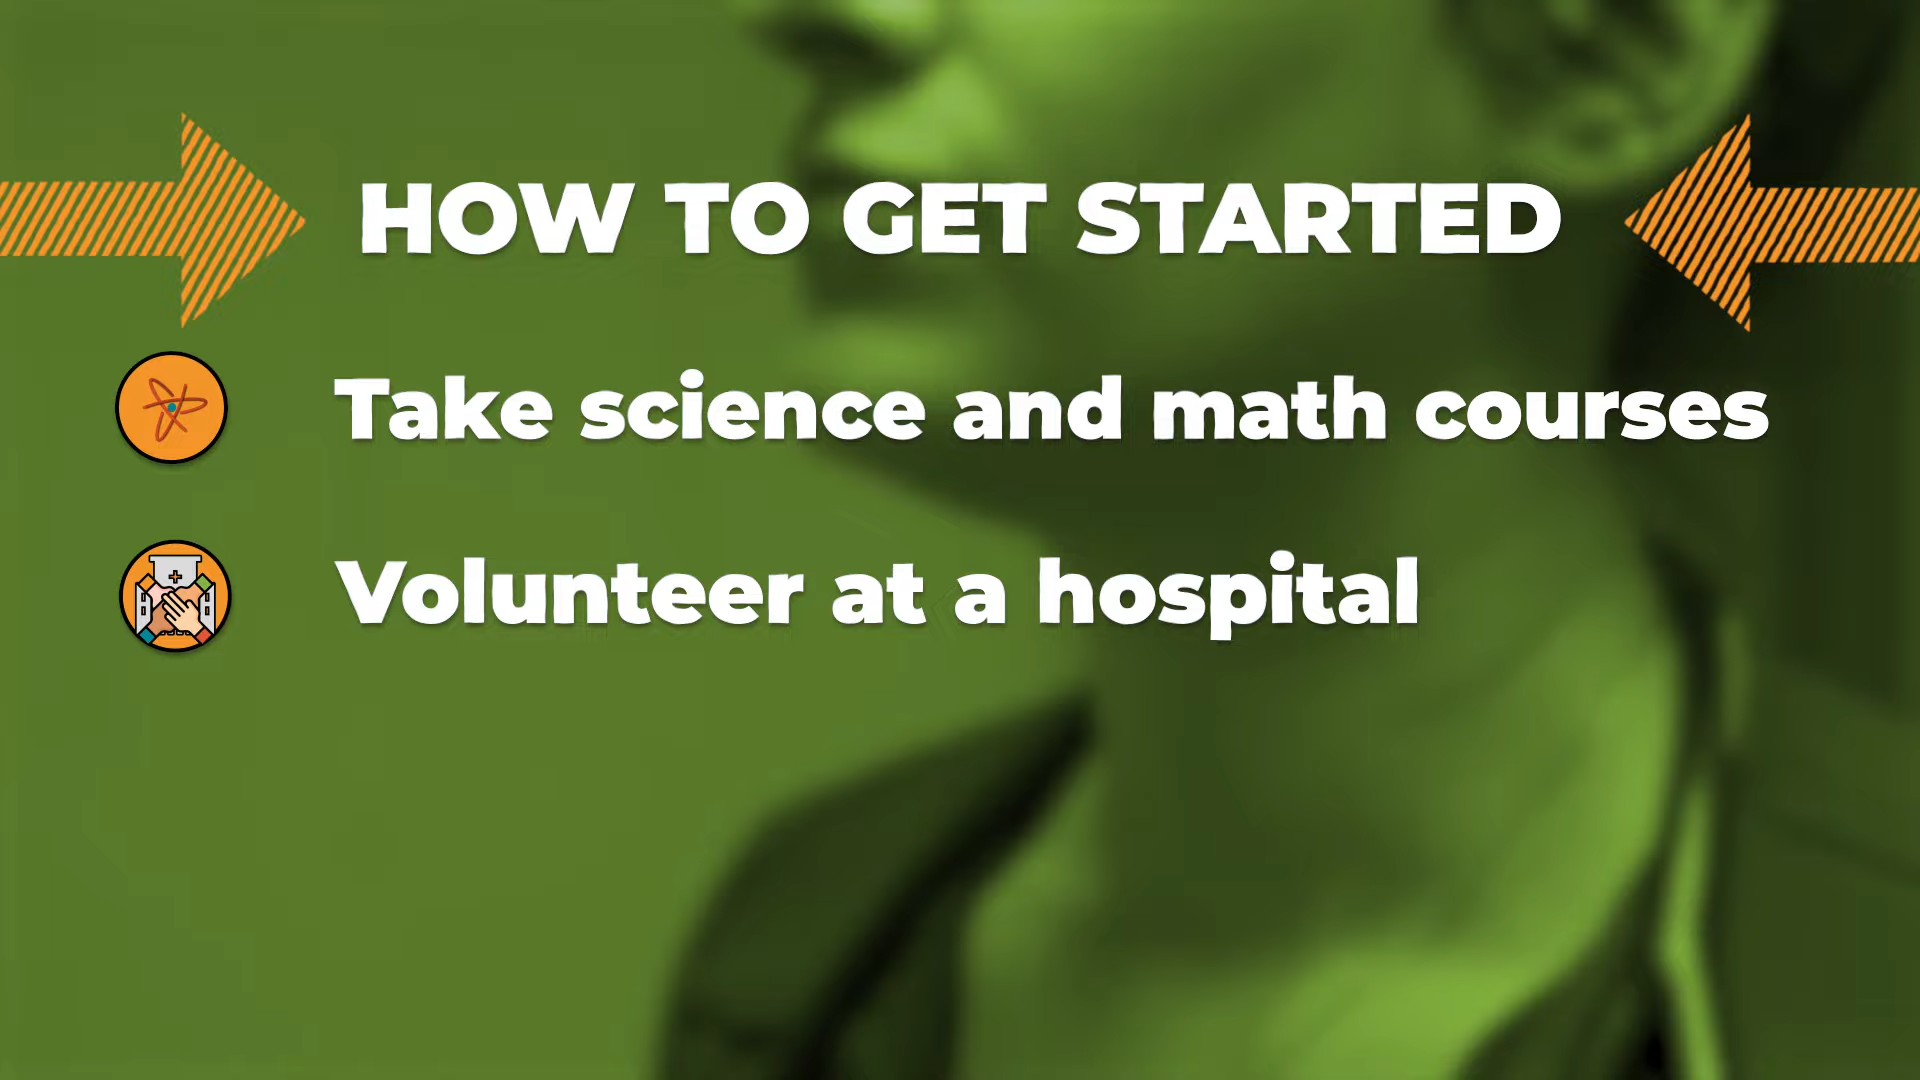 HOW TO GET STARTED
Take science and math courses
Volunteer at a hospital